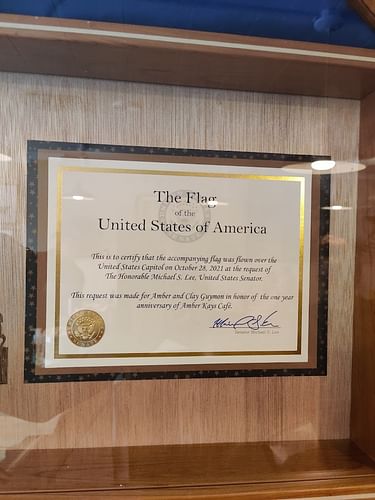 The Flag
of the
United States of America
This is to certify that the accompanying flag was flown over the
United States Capitol on October 28, 2021 at the request of
The Honorable Michael S. Lee, United States Senator.
This request was made for Amber and Clay Guymon in honor of the one year
anniversary of Amber Kays Café.
Senator Michael S. Lee